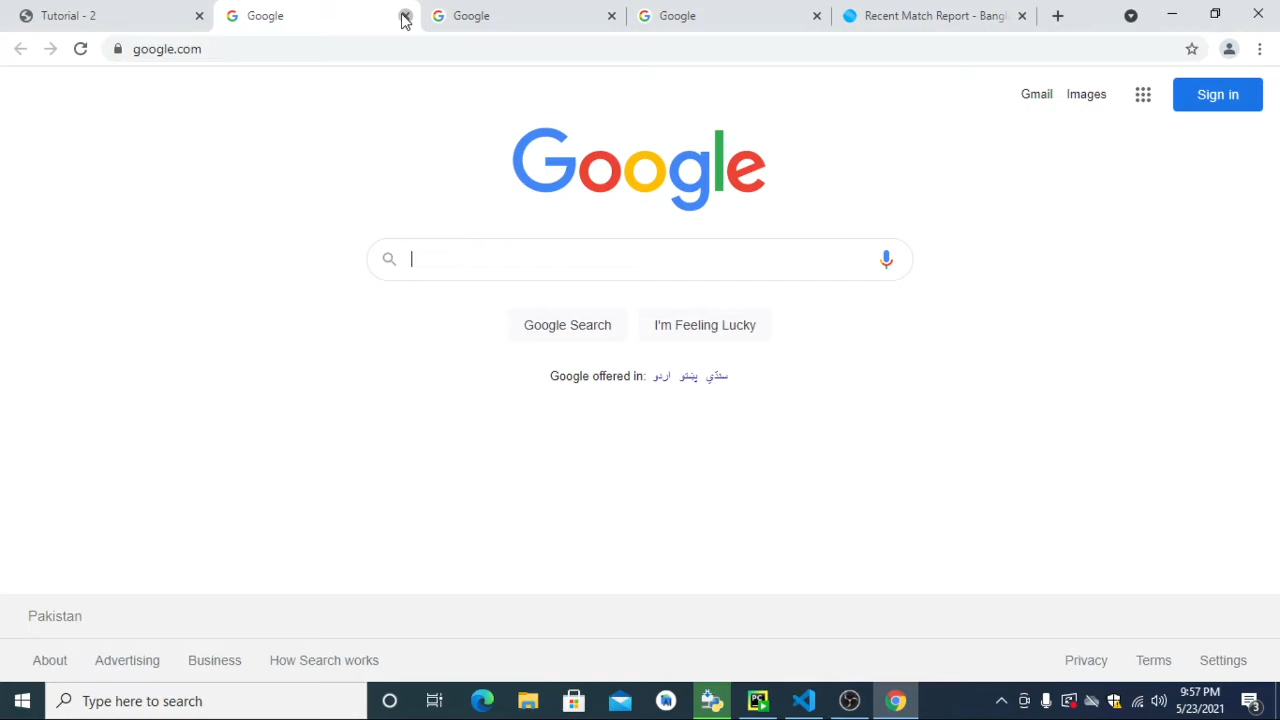 Tutorial - 2
Google
Google
Google
Recent Match Report - Bangl
google.com
Gmail
Images
Sign in
Google
Google Search
I'm Feeling Lucky
Google offered in: اردو پښتو سنڌي
Pakistan
About
Advertising
Business
How Search works
Privacy
Terms
Settings
Type here to search
9:57 PM
5/23/2021